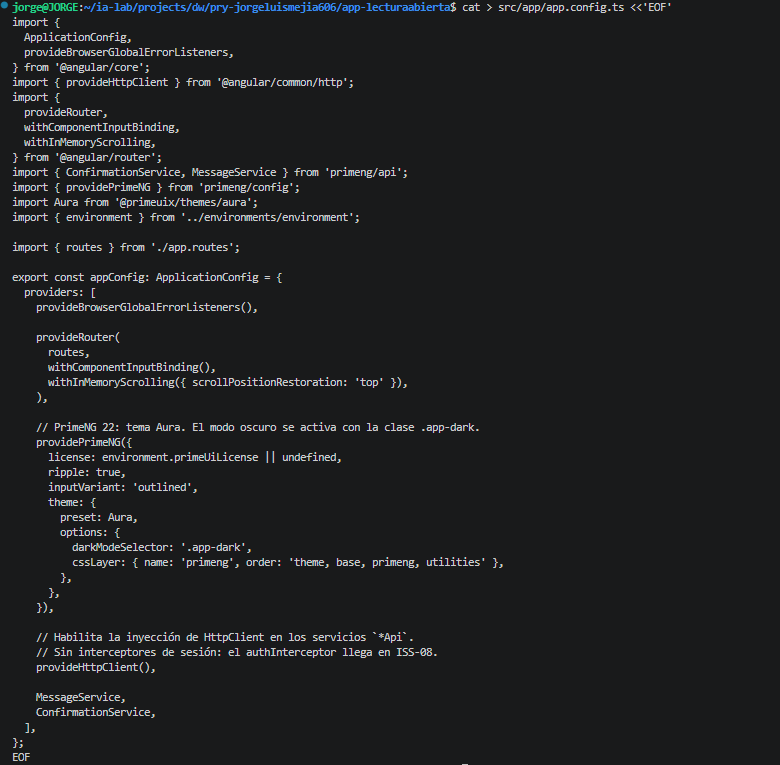 jorge@JORGE:~/ia-lab/projects/dw/pry-jorgeluismejia606/app-lecturaabierta$ cat > src/app/app.config.ts <<'EOF'
import {
  ApplicationConfig,
  provideBrowserGlobalErrorListeners,
} from '@angular/core';
import { provideHttpClient } from '@angular/common/http';
import {
  provideRouter,
  withComponentInputBinding,
  withInMemoryScrolling,
} from '@angular/router';
import { ConfirmationService, MessageService } from 'primeng/api';
import { providePrimeNG } from 'primeng/config';
import Aura from '@primeuix/themes/aura';
import { environment } from '../environments/environment';

import { routes } from './app.routes';

export const appConfig: ApplicationConfig = {
  providers: [
    provideBrowserGlobalErrorListeners(),

    provideRouter(
      routes,
      withComponentInputBinding(),
      withInMemoryScrolling({ scrollPositionRestoration: 'top' }),
    ),

    // PrimeNG 22: tema Aura. El modo oscuro se activa con la clase .app-dark.
    providePrimeNG({
      license: environment.primeUiLicense || undefined,
      ripple: true,
      inputVariant: 'outlined',
      theme: {
        preset: Aura,
        options: {
          darkModeSelector: '.app-dark',
          cssLayer: { name: 'primeng', order: 'theme, base, primeng, utilities' },
        },
      },
    }),

    // Habilita la inyección de HttpClient en los servicios `*Api`.
    // Sin interceptores de sesión: el authInterceptor llega en ISS-08.
    provideHttpClient(),

    MessageService,
    ConfirmationService,
  ],
};
EOF